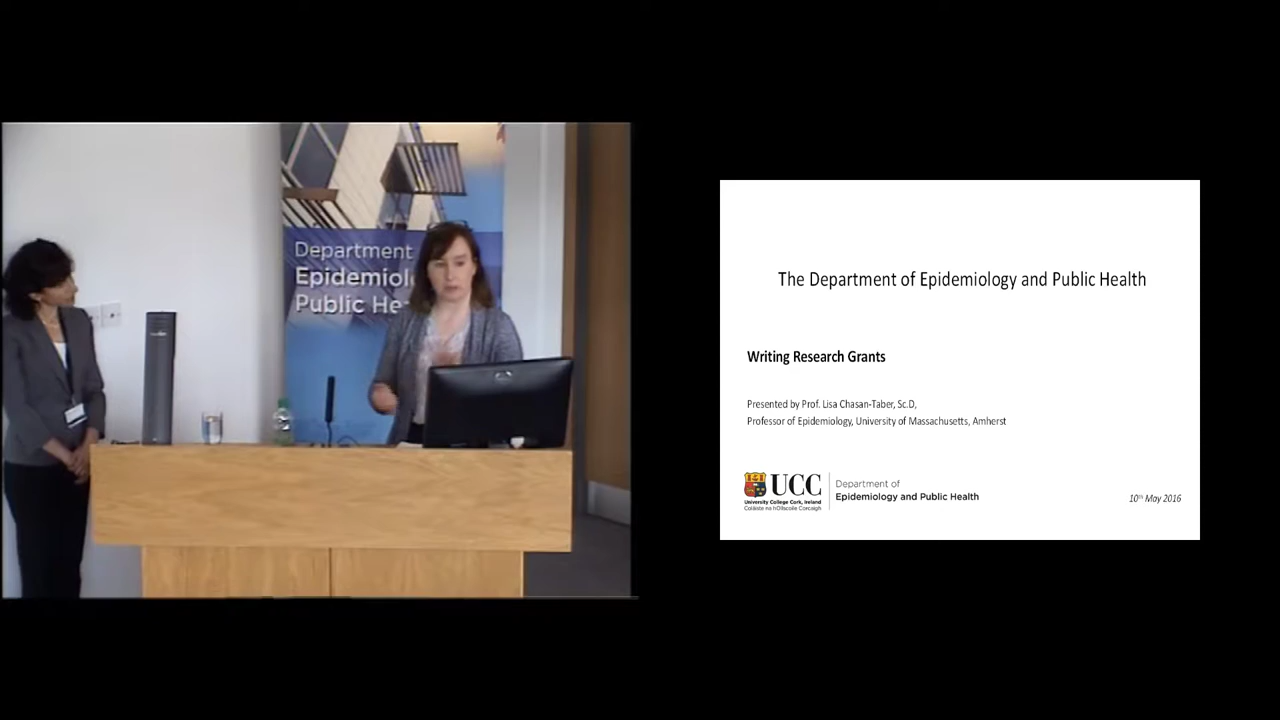 Department
Epidemiol
Public He
The Department of Epidemiology and Public Health
Writing Research Grants
Presented by Prof. Lisa Chasan-Taber, Sc.D,
Professor of Epidemiology, University of Massachusetts, Amherst
UCC
University College Cork, Ireland
Coláiste na hOllscoile Corcaigh
Department of
Epidemiology and Public Health
10th May 2016